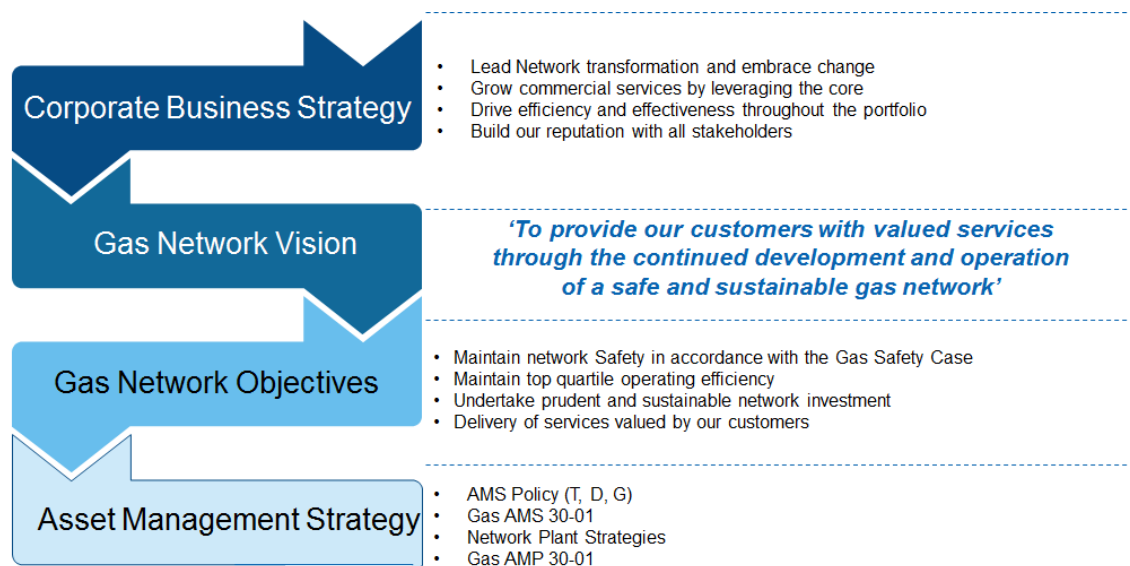 Corporate Business Strategy
• Lead Network transformation and embrace change
• Grow commercial services by leveraging the core
• Drive efficiency and effectiveness throughout the portfolio
• Build our reputation with all stakeholders
Gas Network Vision
‘To provide our customers with valued services
through the continued development and operation
of a safe and sustainable gas network’
Gas Network Objectives
• Maintain network Safety in accordance with the Gas Safety Case
• Maintain top quartile operating efficiency
• Undertake prudent and sustainable network investment
• Delivery of services valued by our customers
Asset Management Strategy
• AMS Policy (T, D, G)
• Gas AMS 30-01
• Network Plant Strategies
• Gas AMP 30-01